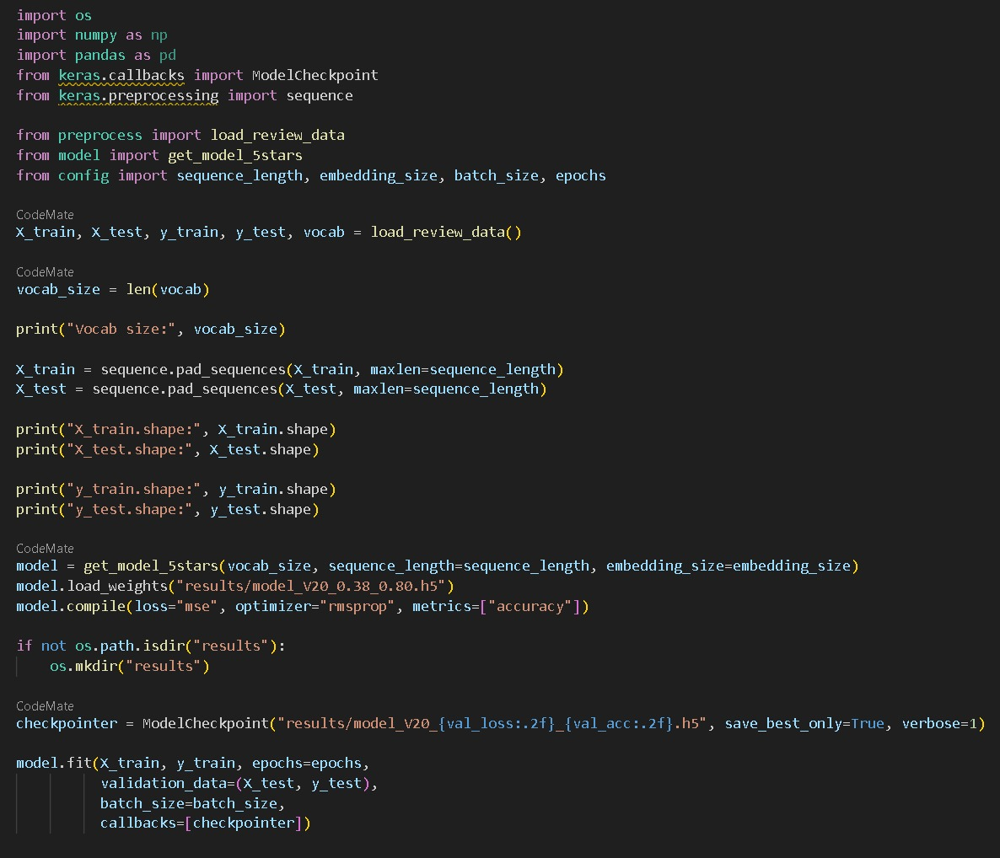 import os
import numpy as np
import pandas as pd
from keras.callbacks import ModelCheckpoint
from keras.preprocessing import sequence
from preprocess import load_review_data
from model import get_model_5stars
from config import sequence_length, embedding_size, batch_size, epochs
CodeMate
X_train, X_test, y_train, y_test, vocab = load_review_data()
CodeMate
vocab_size = len(vocab)
print("Vocab size:", vocab_size)
X_train = sequence.pad_sequences(X_train, maxlen=sequence_length)
X_test = sequence.pad_sequences(X_test, maxlen=sequence_length)
print("X_train.shape:", X_train.shape)
print("X_test.shape:", X_test.shape)
print("y_train.shape:", y_train.shape)
print("y_test.shape:", y_test.shape)
CodeMate
model = get_model_5stars(vocab_size, sequence_length=sequence_length, embedding_size=embedding_size)
model.load_weights("results/model_V20_0.38_0.80.h5")
model.compile(loss="mse", optimizer="rmsprop", metrics=["accuracy"])
if not os.path.isdir("results"):
    os.mkdir("results")
CodeMate
checkpointer = ModelCheckpoint("results/model_V20_{val_loss:.2f}_{val_acc:.2f}.h5", save_best_only=True, verbose=1)
model.fit(X_train, y_train, epochs=epochs,
          validation_data=(X_test, y_test),
          batch_size=batch_size,
          callbacks=[checkpointer])